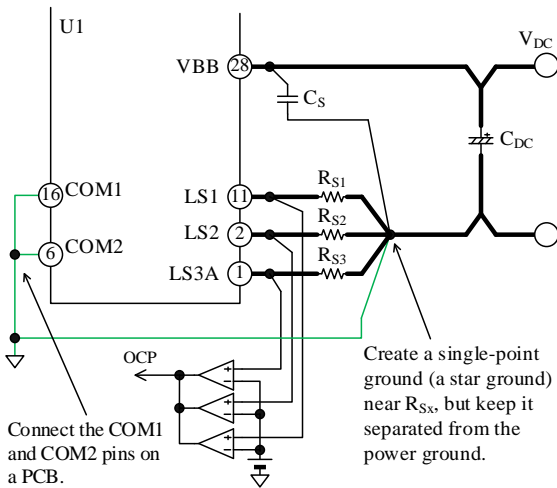 U1
V_DC
VBB
28
C_S
C_DC
16
COM1
LS1
11
R_S1
6
COM2
LS2
2
R_S2
LS3A
1
R_S3
OCP
+
−
+
−
+
−
+
Create a single-point
ground (a star ground)
near R_Sx, but keep it
separated from the
power ground.
Connect the COM1
and COM2 pins on
a PCB.